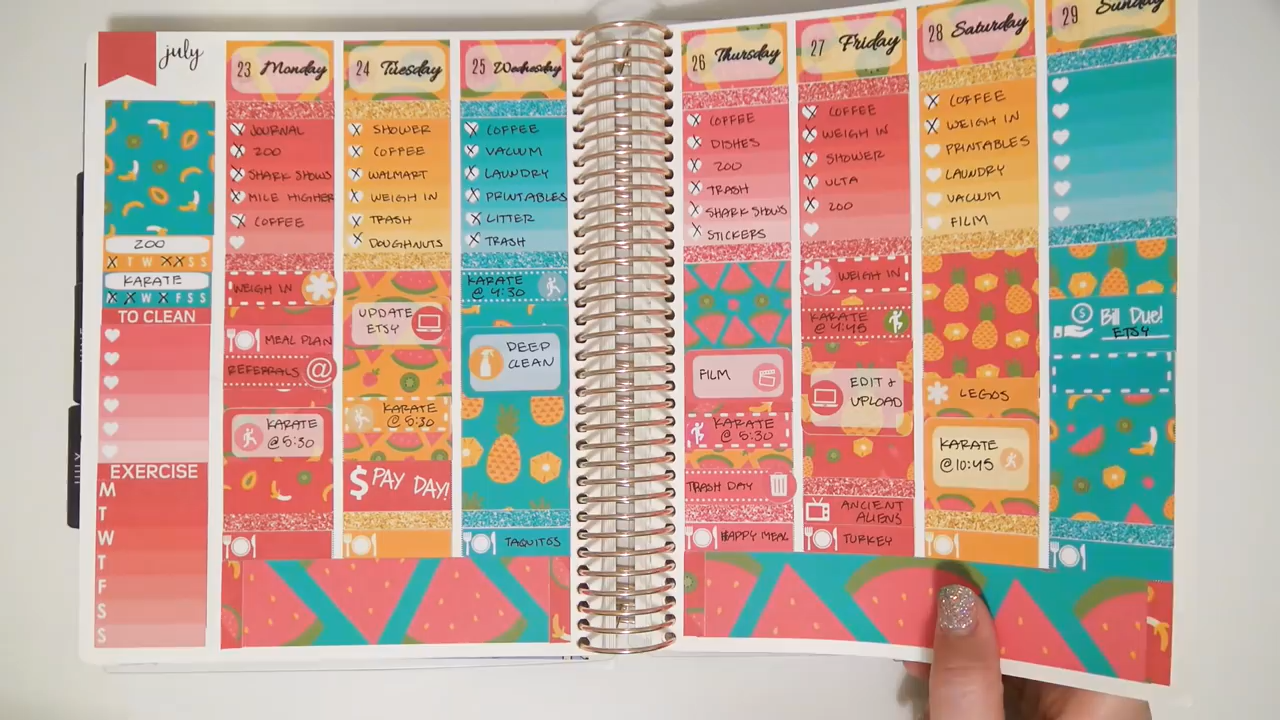 july
ZOO
X T W X X S S
KARATE
X X W X F S S
TO CLEAN
EXERCISE
M
T
W
T
F
S
S
23 Monday
JOURNAL
ZOO
SHARK SHOWS
MILE HIGHER
COFFEE
WEIGH IN
MEAL PLAN
REFERRALS @
KARATE
@ 5:30
24 Tuesday
SHOWER
COFFEE
WALMART
WEIGH IN
TRASH
DOUGHNUTS
UPDATE
ETSY
KARATE
@ 5:30
$ PAY DAY!
25 Wednesday
COFFEE
VACUUM
LAUNDRY
PRINTABLES
LITTER
TRASH
KARATE
@ 4:30
DEEP
CLEAN
TAQUITOS
26 Thursday
COFFEE
DISHES
ZOO
TRASH
SHARK SHOWS
STICKERS
FILM
KARATE
@ 5:30
TRASH DAY
HAPPY MEAL
27 Friday
COFFEE
WEIGH IN
SHOWER
ULTA
ZOO
WEIGH IN
KARATE
@ 4:45
EDIT &
UPLOAD
ANCIENT
ALIENS
TURKEY
28 Saturday
COFFEE
WEIGH IN
PRINTABLES
LAUNDRY
VACUUM
FILM
LEGOS
KARATE
@10:45
29 Sunday
$ Bill Due!
ETSY